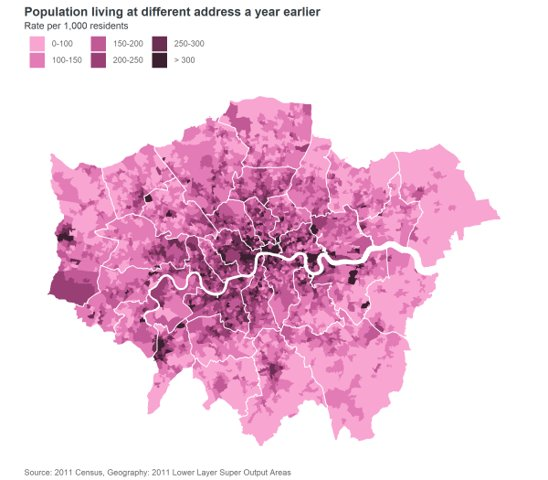 Population living at different address a year earlier
Rate per 1,000 residents
0-100 150-200 250-300
100-150 200-250 > 300
Source: 2011 Census, Geography: 2011 Lower Layer Super Output Areas